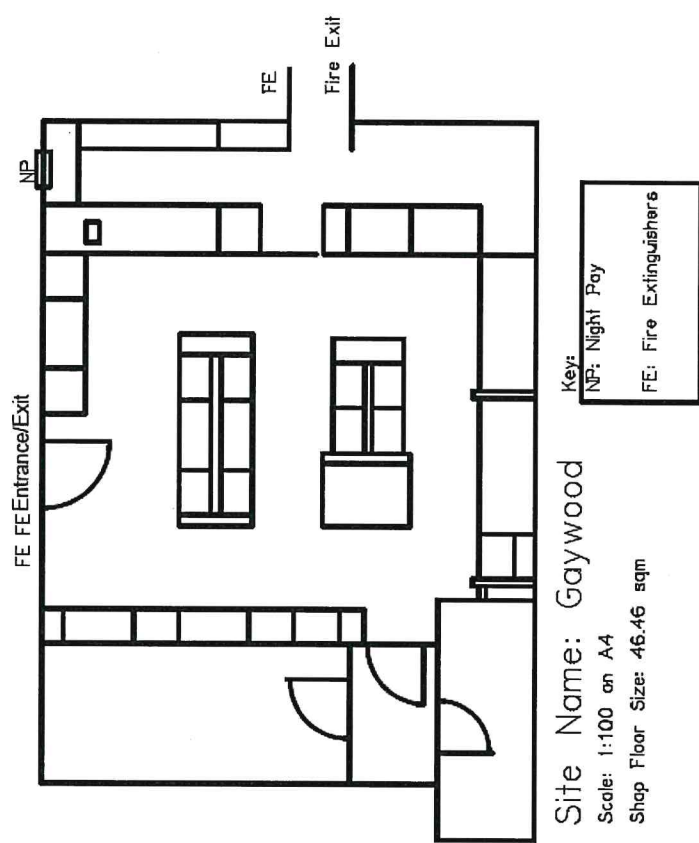 FE FE Entrance/Exit
NP
FE
Fire Exit
Site Name: Gaywood
Scale: 1:100 on A4
Shop Floor Size: 46.46 sqm
Key:
NP: Night Pay
FE: Fire Extinguishers